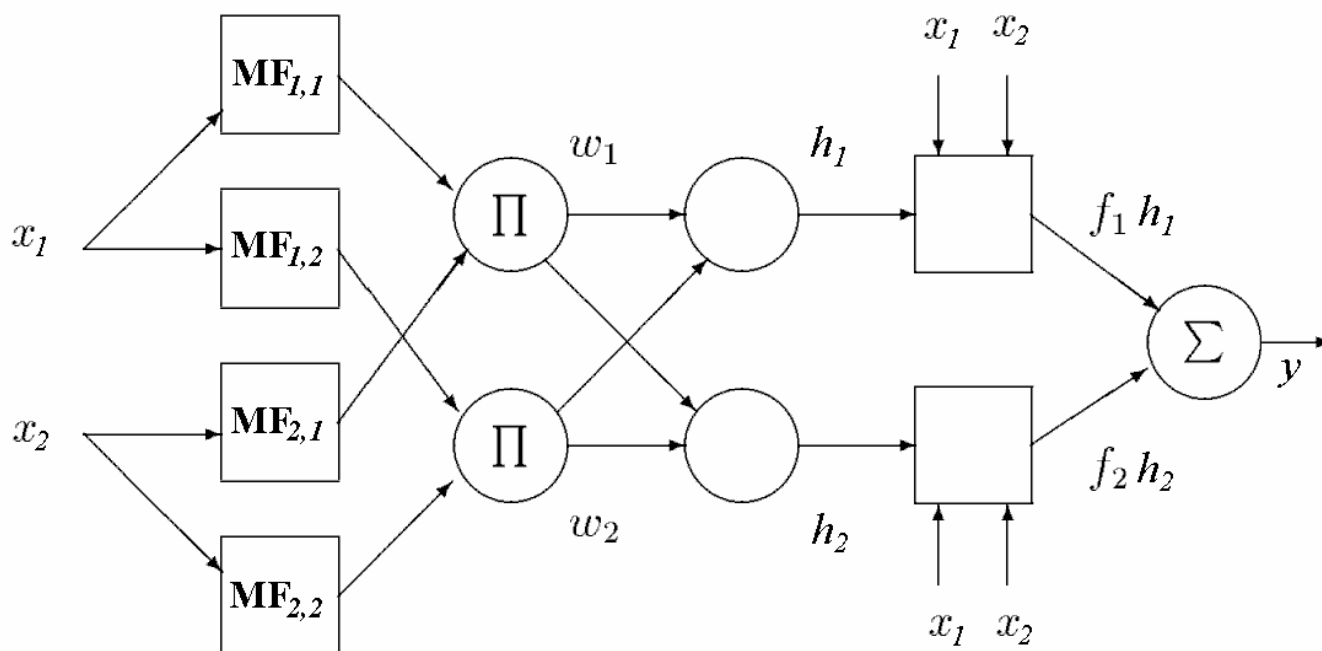 x₁ x₂
MF₁,₁
w₁ h₁
∏ f₁ h₁
x₁ MF₁,₂
∑ y
x₂ MF₂,₁
∏ f₂ h₂
w₂ h₂
MF₂,₂
x₁ x₂